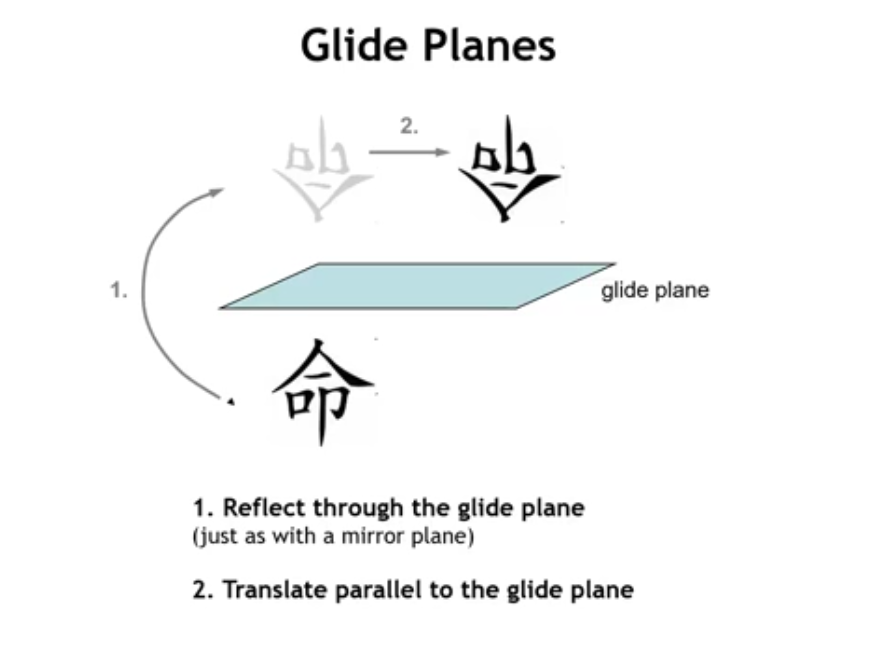 Glide Planes
2.
1.
glide plane
命
1. Reflect through the glide plane
(just as with a mirror plane)
2. Translate parallel to the glide plane